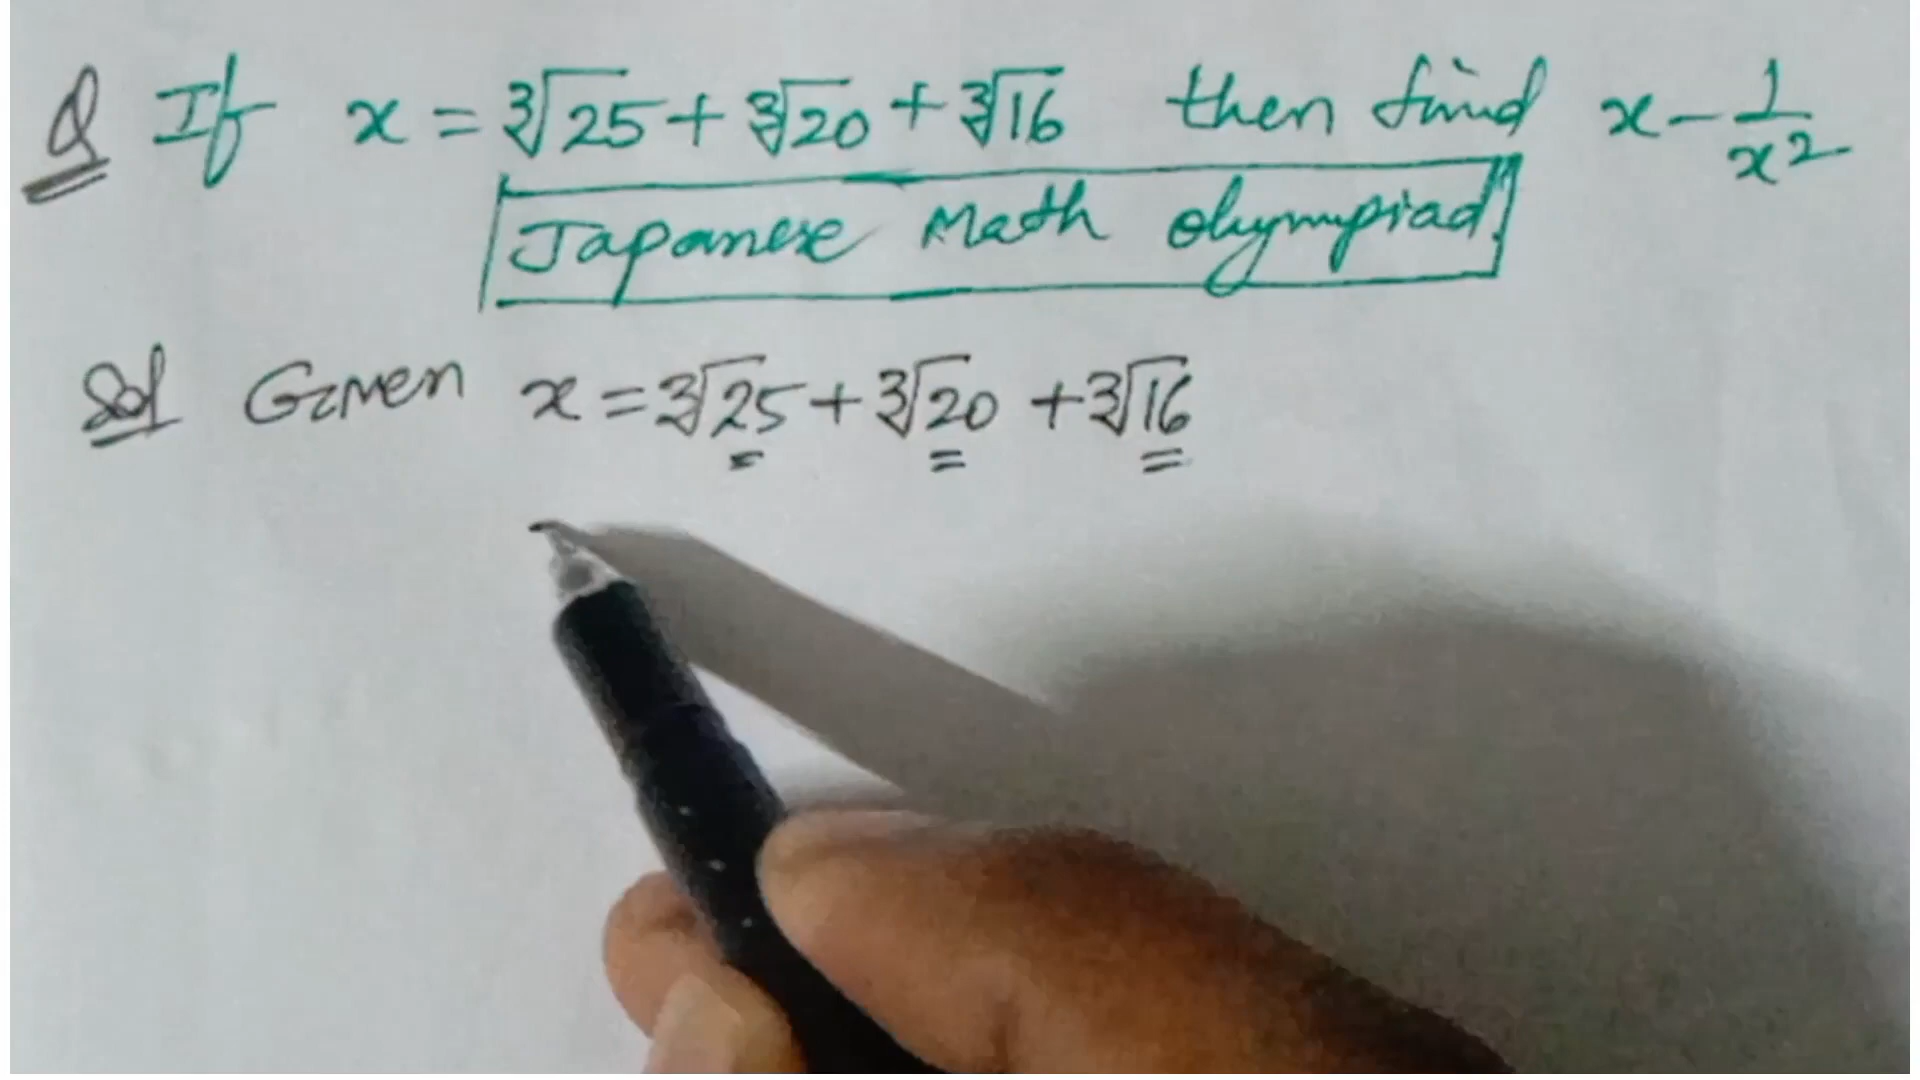 Q If x = ∛25 + ∛20 + ∛16 then find x - 1/x²
Japanese Math Olympiad
Sol Given x = ∛25 + ∛20 + ∛16